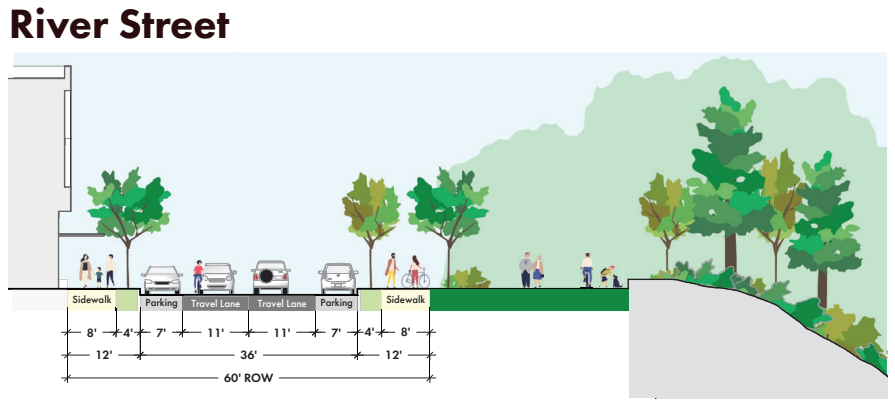 River Street
Sidewalk Parking Travel Lane Travel Lane Parking Sidewalk
8' 4' 7' 11' 11' 7' 4' 8'
12' 36' 12'
60' ROW